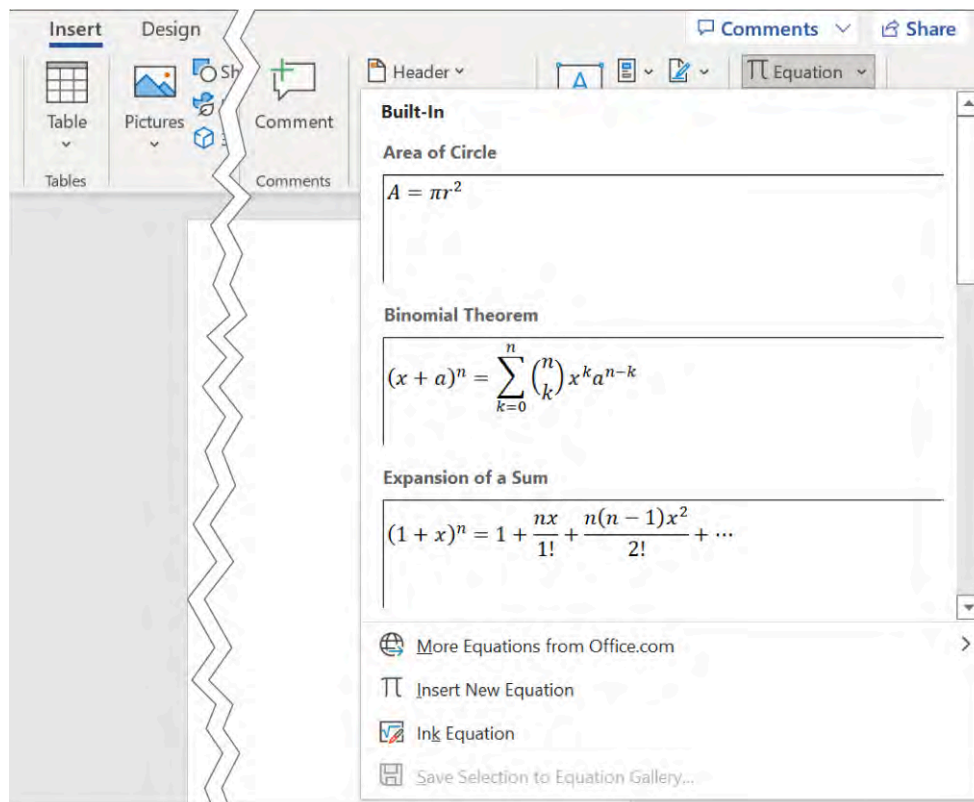 Insert Design Comments Share
Header Equation
Table Pictures Sh Comment
Tables Comments
Built-In
Area of Circle
A = πr²
Binomial Theorem
(x + a)ⁿ = ∑ₖ₌₀ⁿ (n k) xᵏaⁿ⁻ᵏ
Expansion of a Sum
(1 + x)ⁿ = 1 + nx/1! + n(n − 1)x²/2! + ⋯
More Equations from Office.com
Insert New Equation
Ink Equation
Save Selection to Equation Gallery...